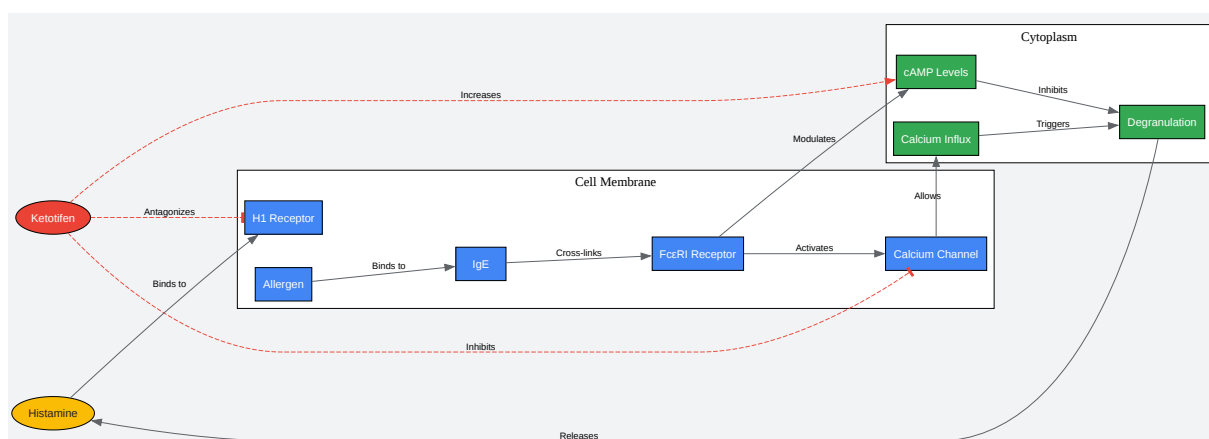 Cytoplasm
cAMP Levels
Increases
Inhibits
Degranulation
Triggers
Calcium Influx
Modulates
Cell Membrane
Allows
Ketotifen
Antagonizes
H1 Receptor
Activates
Calcium Channel
FcεRI Receptor
Cross-links
IgE
Binds to
Allergen
Binds to
Inhibits
Histamine
Releases